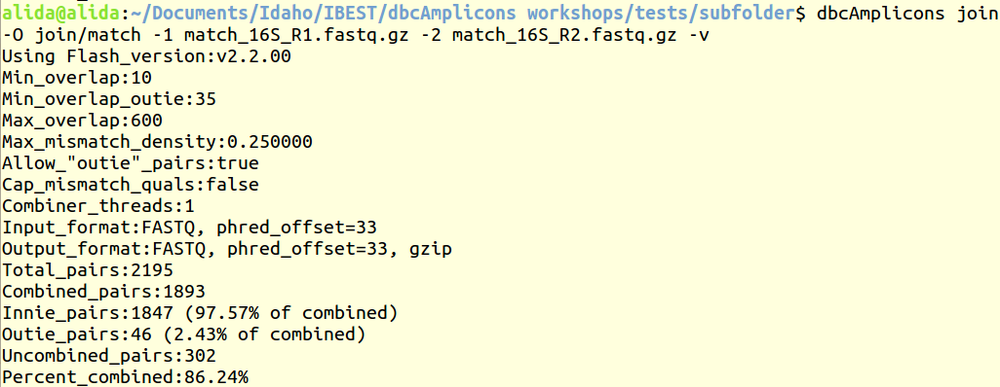 alida@alida:~/Documents/Idaho/IBEST/dbcAmplicons workshops/tests/subfolder$ dbcAmplicons join
-O join/match -1 match_16S_R1.fastq.gz -2 match_16S_R2.fastq.gz -v
Using Flash_version:v2.2.00
Min_overlap:10
Min_overlap_outie:35
Max_overlap:600
Max_mismatch_density:0.250000
Allow_"outie"_pairs:true
Cap_mismatch_quals:false
Combiner_threads:1
Input_format:FASTQ, phred_offset=33
Output_format:FASTQ, phred_offset=33, gzip
Total_pairs:2195
Combined_pairs:1893
Innie_pairs:1847 (97.57% of combined)
Outie_pairs:46 (2.43% of combined)
Uncombined_pairs:302
Percent_combined:86.24%